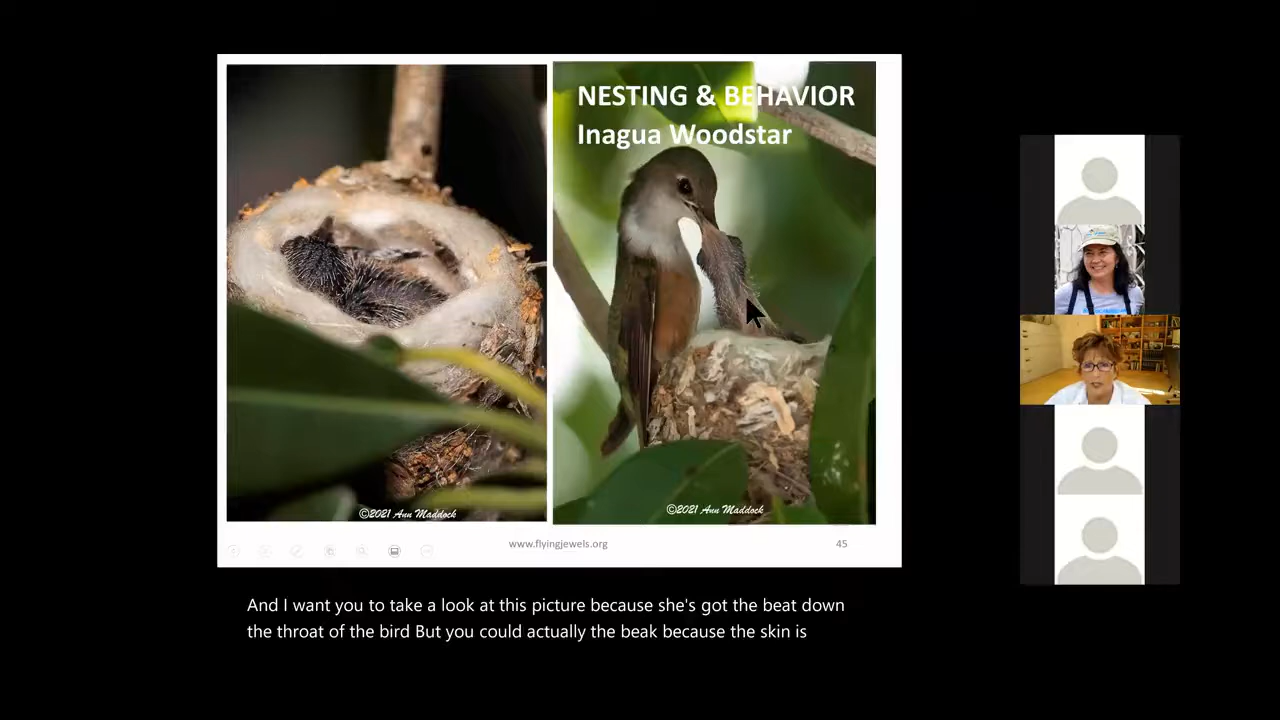 NESTING & BEHAVIOR
Inagua Woodstar
©2021 Ann Maddock
©2021 Ann Maddock
www.flyingjewels.org
45
And I want you to take a look at this picture because she's got the beat down
the throat of the bird But you could actually the beak because the skin is